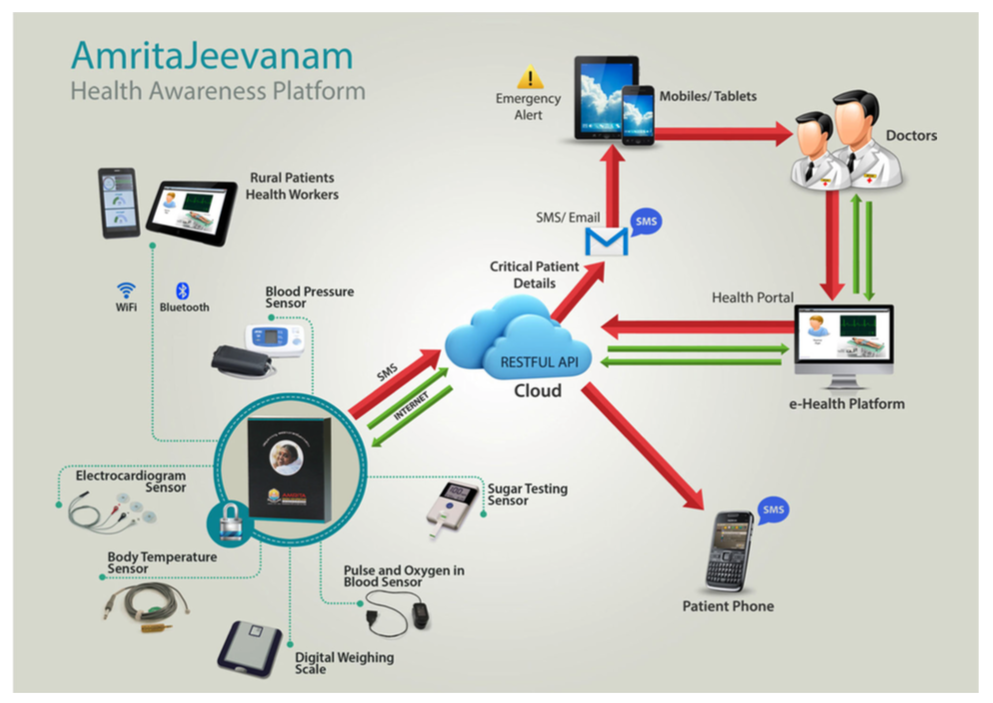 AmritaJeevanam
Health Awareness Platform
Emergency
Alert
Mobiles/ Tablets
Doctors
Rural Patients
Health Workers
SMS/ Email
SMS
WiFi
Bluetooth
Blood Pressure
Sensor
Critical Patient
Details
Health Portal
RESTFUL API
Cloud
SMS
INTERNET
e-Health Platform
Electrocardiogram
Sensor
AMRITA
Sugar Testing
Sensor
SMS
Body Temperature
Sensor
Pulse and Oxygen in
Blood Sensor
Patient Phone
Digital Weighing
Scale